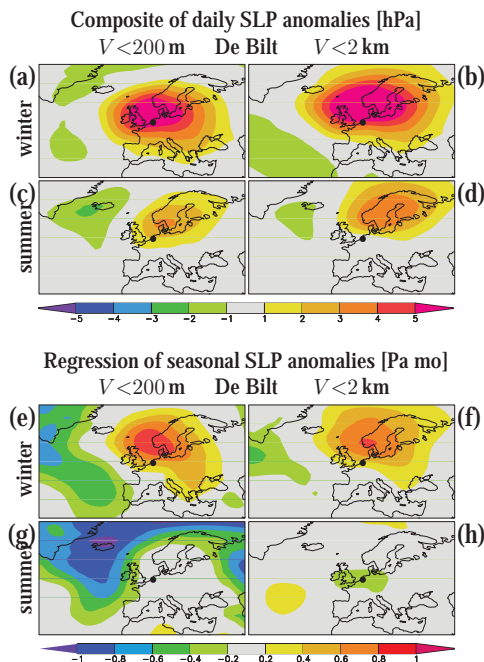 Composite of daily SLP anomalies [hPa]
V<200 m De Bilt V<2 km
(a) (b)
winter
(c) (d)
summer
-5 -4 -3 -2 -1 1 2 3 4 5
Regression of seasonal SLP anomalies [Pa mo]
V<200 m De Bilt V<2 km
(e) (f)
winter
(g) (h)
summer
-1 -0.8 -0.6 -0.4 -0.2 0.2 0.4 0.6 0.8 1